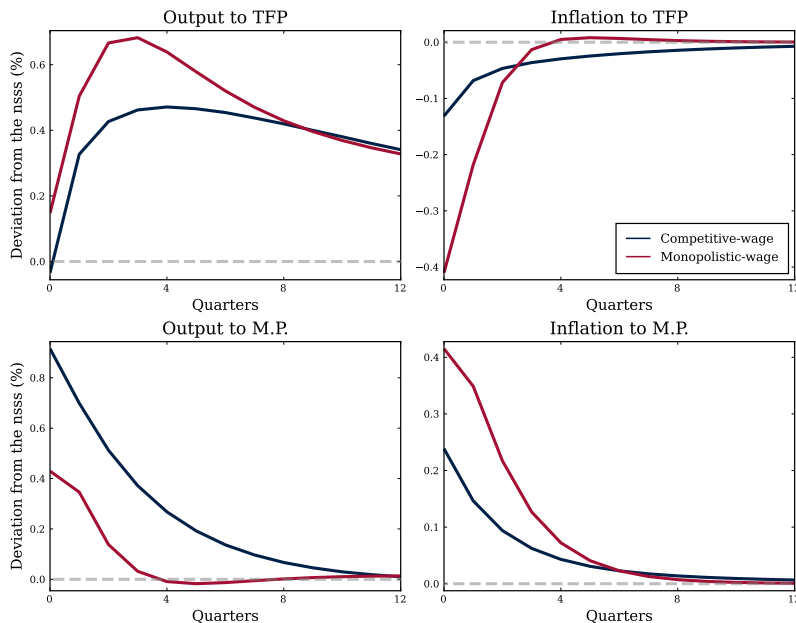 Output to TFP
Inflation to TFP
Deviation from the nsss (%)
0.6
0.4
0.2
0.0
0
4
8
12
Quarters
0.0
−0.1
−0.2
−0.3
−0.4
Competitive-wage
Monopolistic-wage
0
4
8
Quarters
Output to M.P.
Inflation to M.P.
Deviation from the nsss (%)
0.8
0.6
0.4
0.2
0.0
0
4
8
12
Quarters
0.4
0.3
0.2
0.1
0.0
0
4
8
Quarters